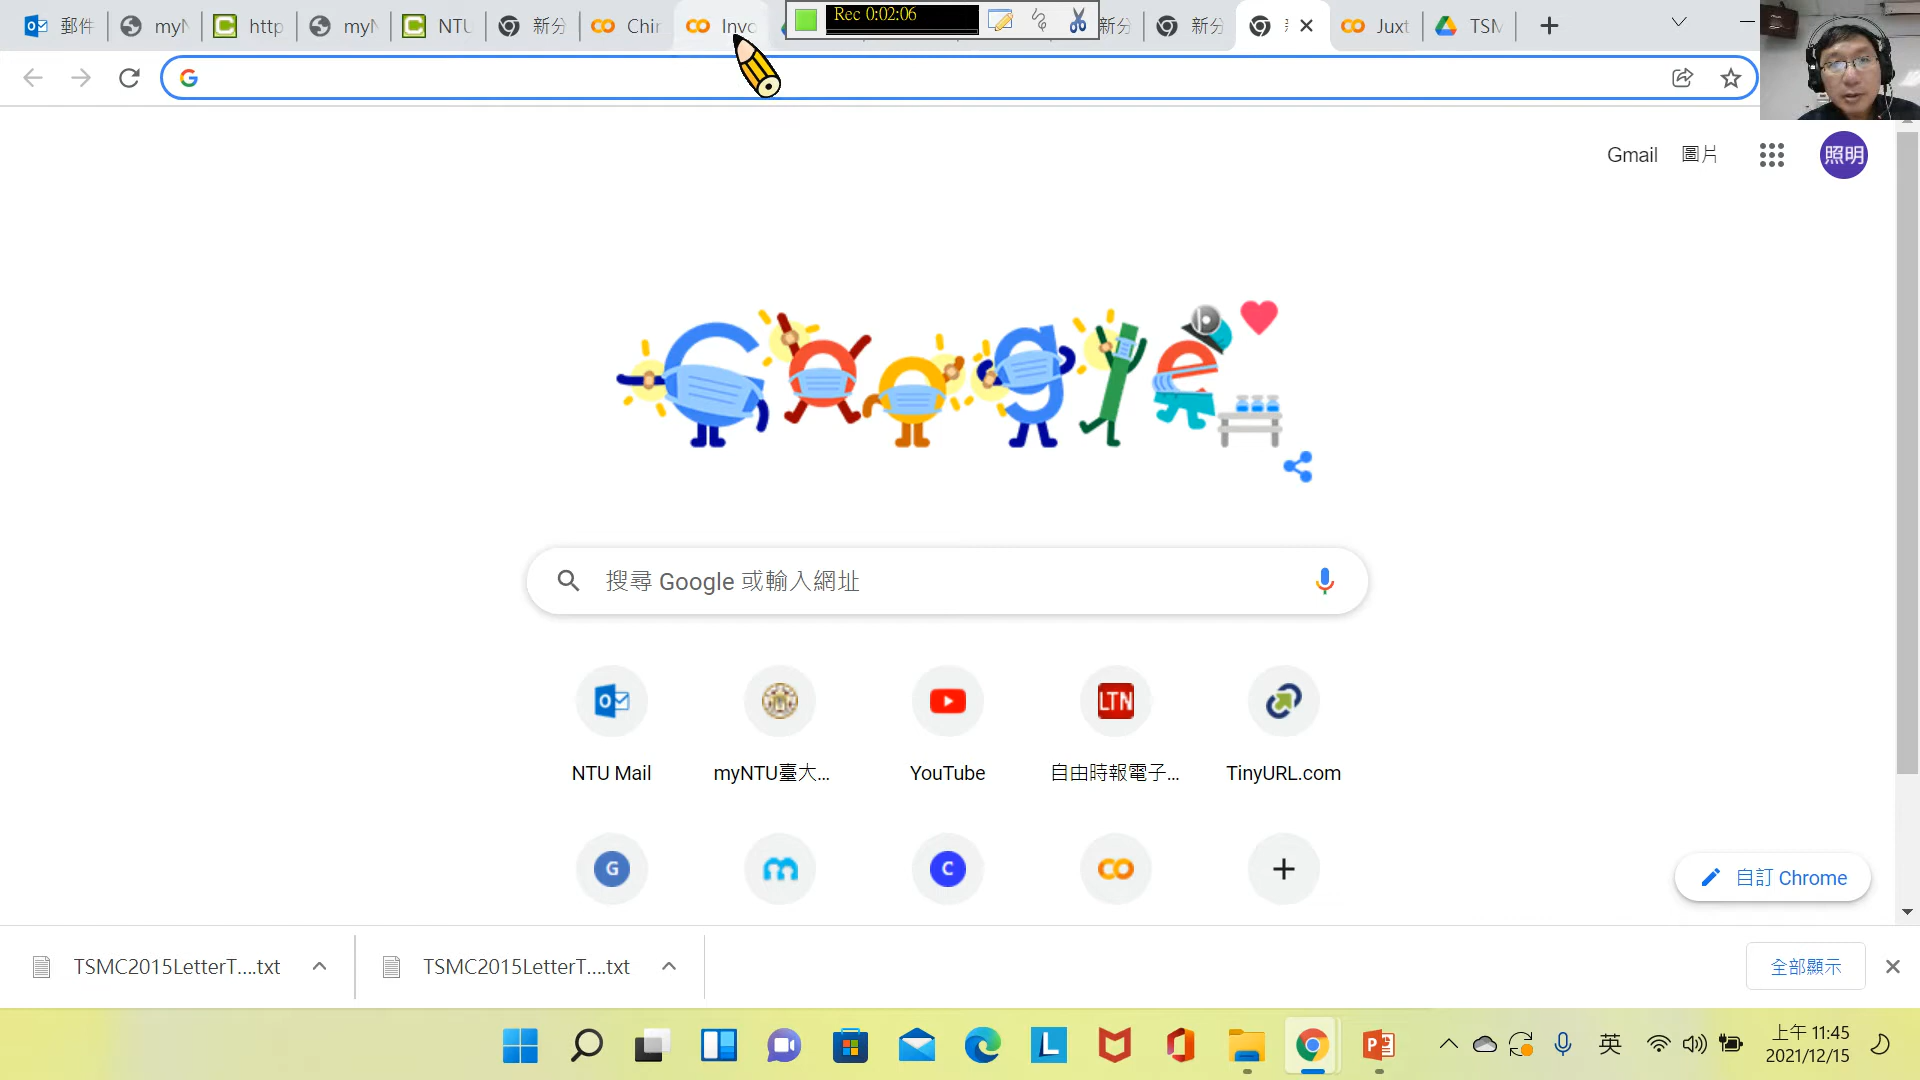 郵件
myN
http
myN
NTU
新分
Chir
Invo
Rec 0:02:06
新分
新分
Juxt
TSM
Gmail
圖片
照明
搜尋 Google 或輸入網址
NTU Mail
myNTU臺大...
YouTube
LTN
自由時報電子...
TinyURL.com
G
C
自訂 Chrome
TSMC2015LetterT....txt
TSMC2015LetterT....txt
全部顯示
英
上午 11:45
2021/12/15